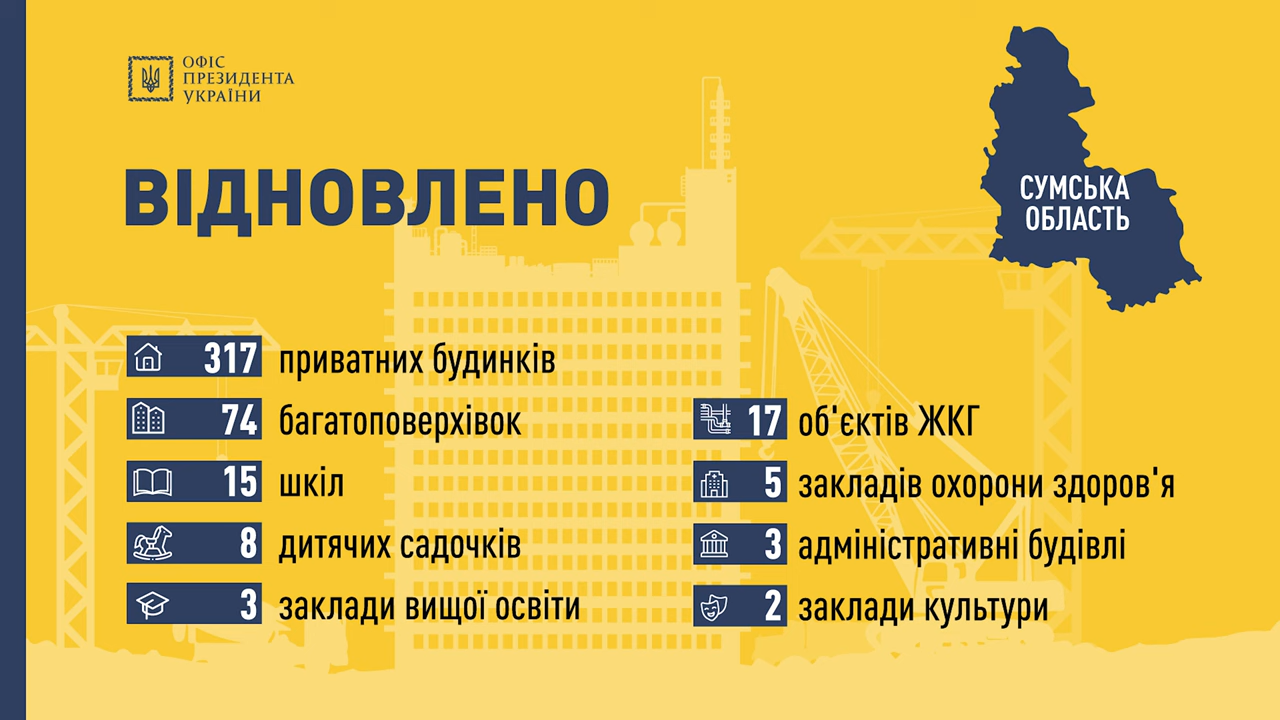 ОФІС
ПРЕЗИДЕНТА
УКРАЇНИ
ВІДНОВЛЕНО
СУМСЬКА
ОБЛАСТЬ
317 приватних будинків
74 багатоповерхівок
15 шкіл
8 дитячих садочків
3 заклади вищої освіти
17 об'єктів ЖКГ
5 закладів охорони здоров'я
3 адміністративні будівлі
2 заклади культури